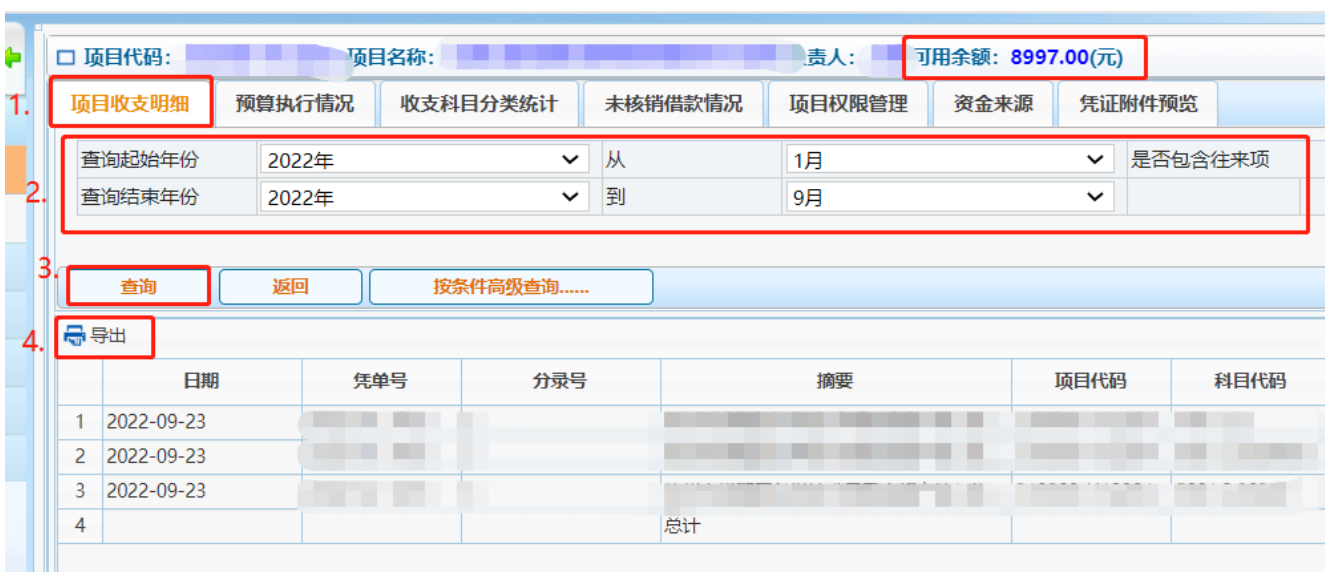 项目代码： 项目名称： 责人： 可用余额：8997.00(元)
1. 项目收支明细 预算执行情况 收支科目分类统计 未核销借款情况 项目权限管理 资金来源 凭证附件预览
查询起始年份 2022年 从 1月 是否包含往来项
2.
查询结束年份 2022年 到 9月
3. 查询 返回 按条件高级查询......
4. 导出
日期 凭单号 分录号 摘要 项目代码 科目代码
1 2022-09-23
2 2022-09-23
3 2022-09-23
4 总计